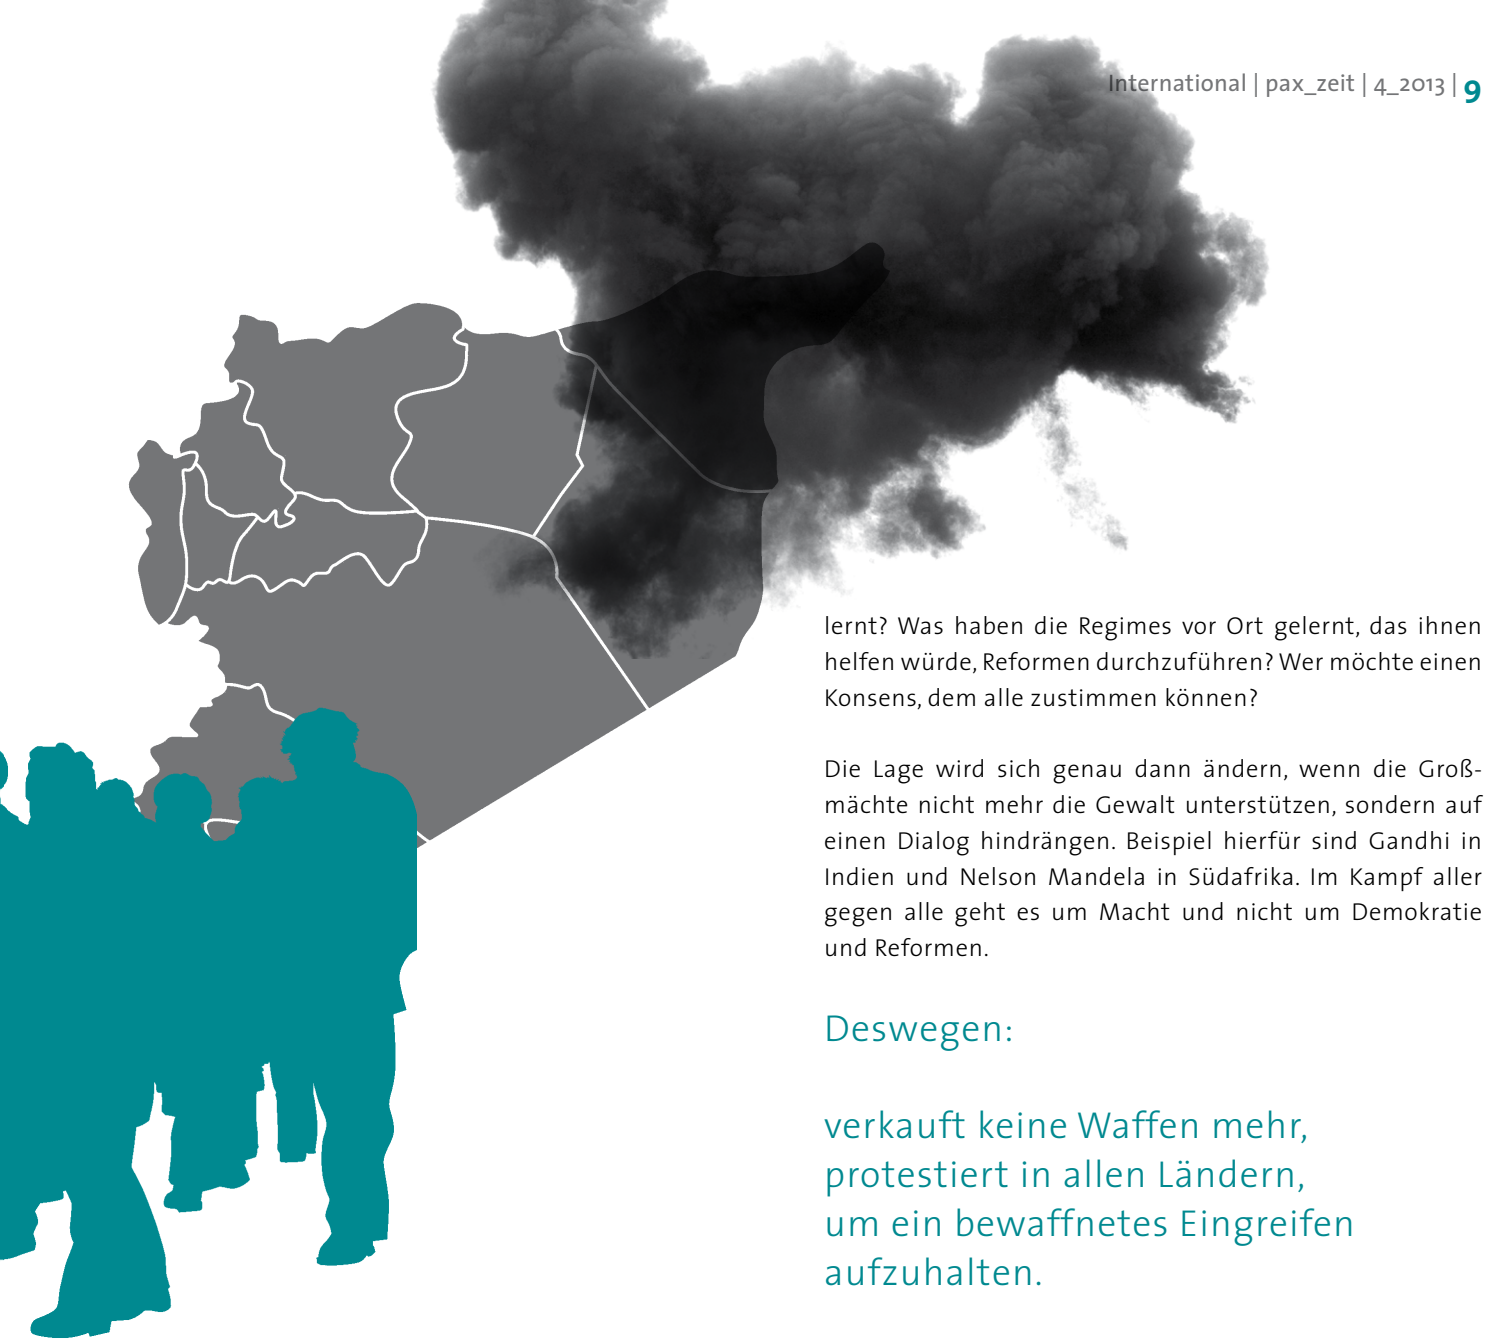 International | pax_zeit | 4_2013 | 9
lernt? Was haben die Regimes vor Ort gelernt, das ihnen
helfen würde, Reformen durchzuführen? Wer möchte einen
Konsens, dem alle zustimmen können?
Die Lage wird sich genau dann ändern, wenn die Groß-
mächte nicht mehr die Gewalt unterstützen, sondern auf
einen Dialog hindrängen. Beispiel hierfür sind Gandhi in
Indien und Nelson Mandela in Südafrika. Im Kampf aller
gegen alle geht es um Macht und nicht um Demokratie
und Reformen.
Deswegen:
verkauft keine Waffen mehr,
protestiert in allen Ländern,
um ein bewaffnetes Eingreifen
aufzuhalten.